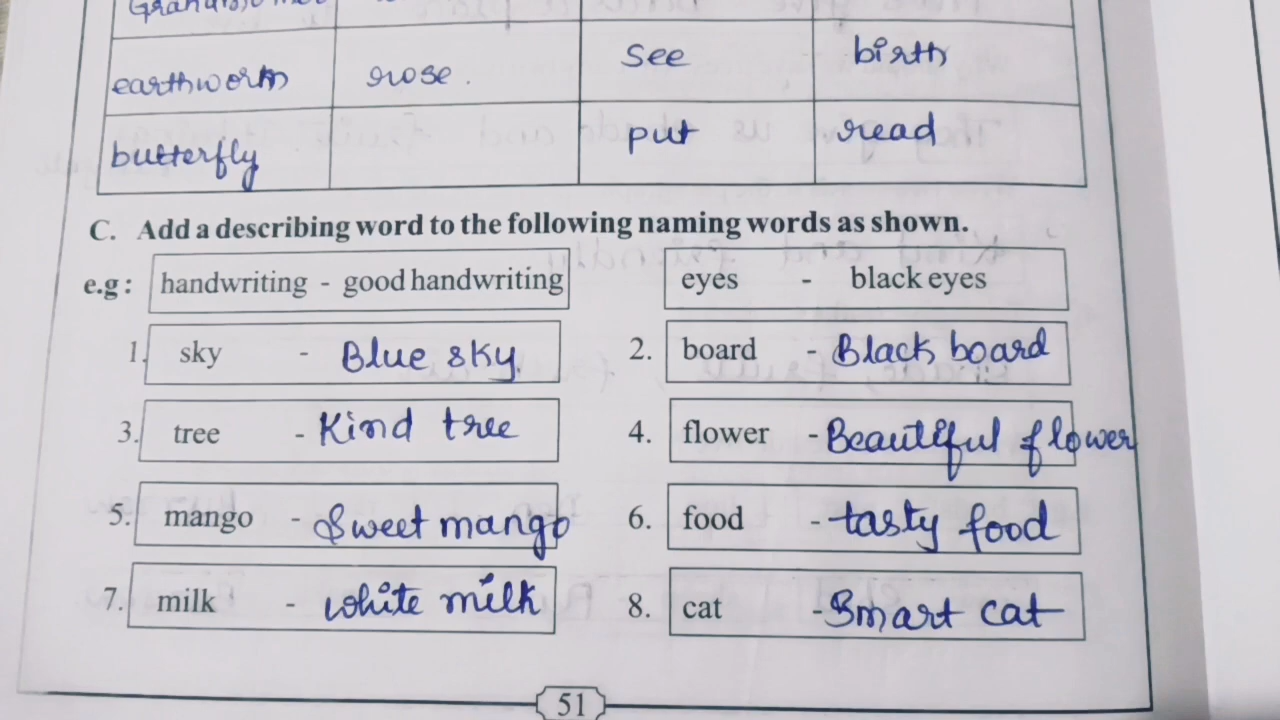 earthworm rose. see birth
butterfly put read
C. Add a describing word to the following naming words as shown.
e.g: handwriting - good handwriting eyes - black eyes
1. sky - Blue sky 2. board - Black board
3. tree - Kind tree 4. flower - Beautiful flower
5. mango - Sweet mango 6. food - tasty food
7. milk - white milk 8. cat - Smart cat
51